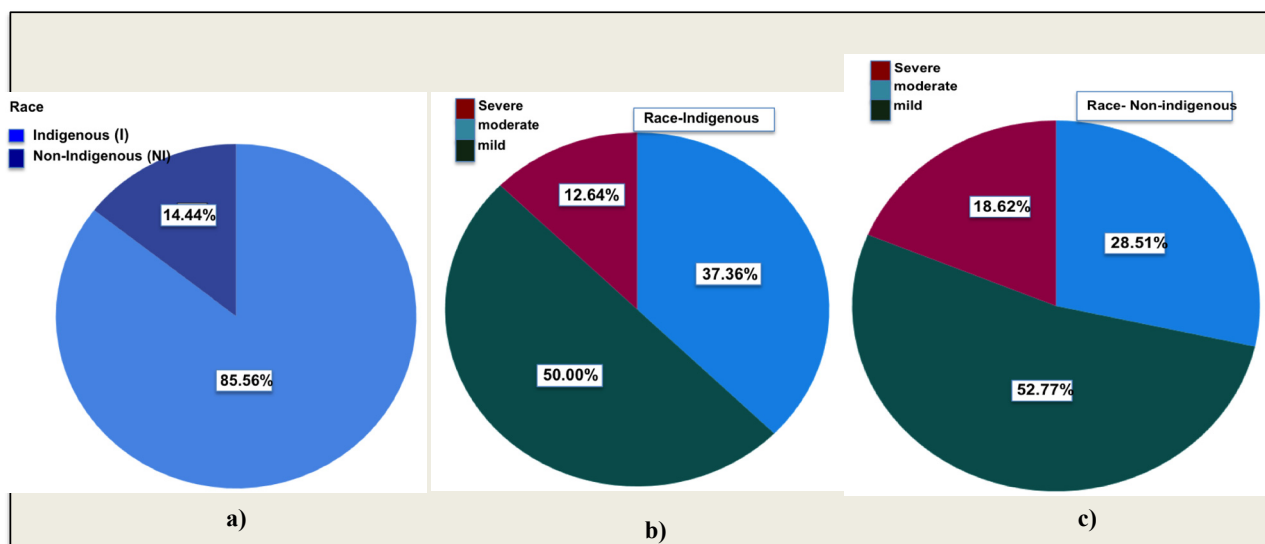 Race
Indigenous (I)
Non-Indigenous (NI)
14.44%
85.56%
a)
Severe
moderate
mild
Race-Indigenous
12.64%
37.36%
50.00%
b)
Severe
moderate
mild
Race- Non-indigenous
18.62%
28.51%
52.77%
c)